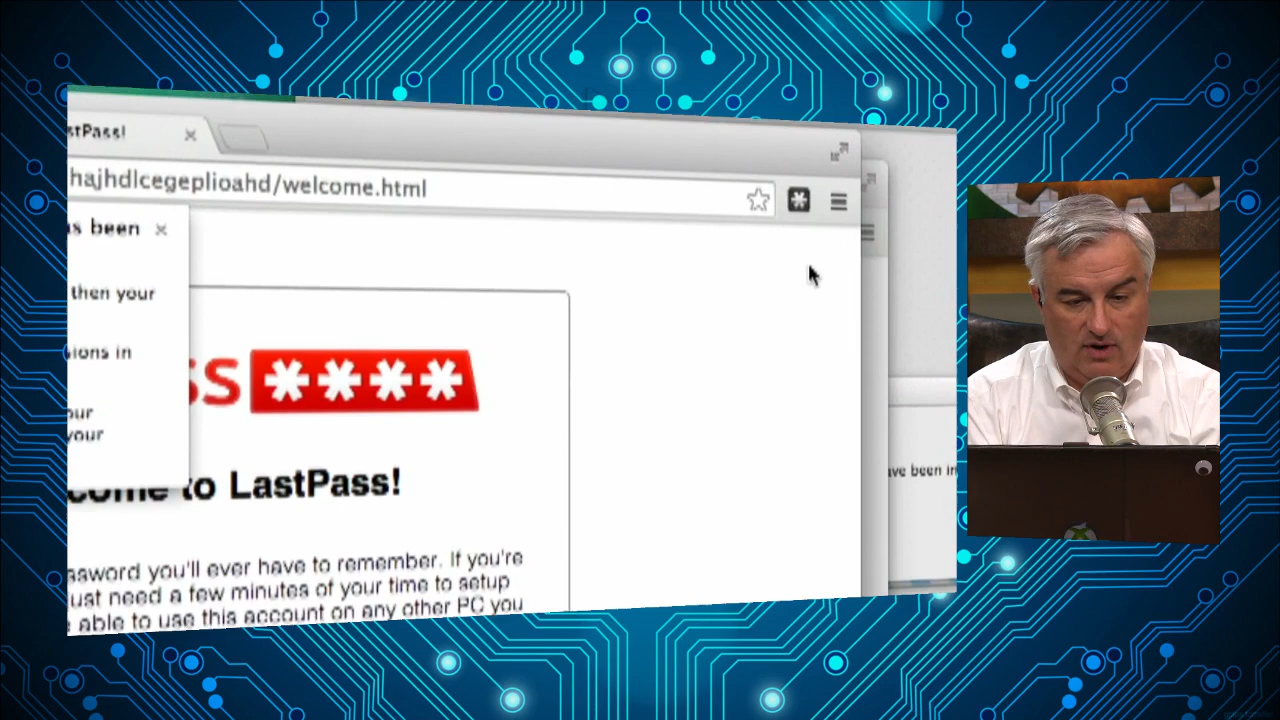 stPass!
hajhdlcegeplioahd/welcome.html
s been
then your
ions in
our
your
SS ****
come to LastPass!
ssword you'll ever have to remember. If you're
ust need a few minutes of your time to setup
able to use this account on any other PC you
ave been in